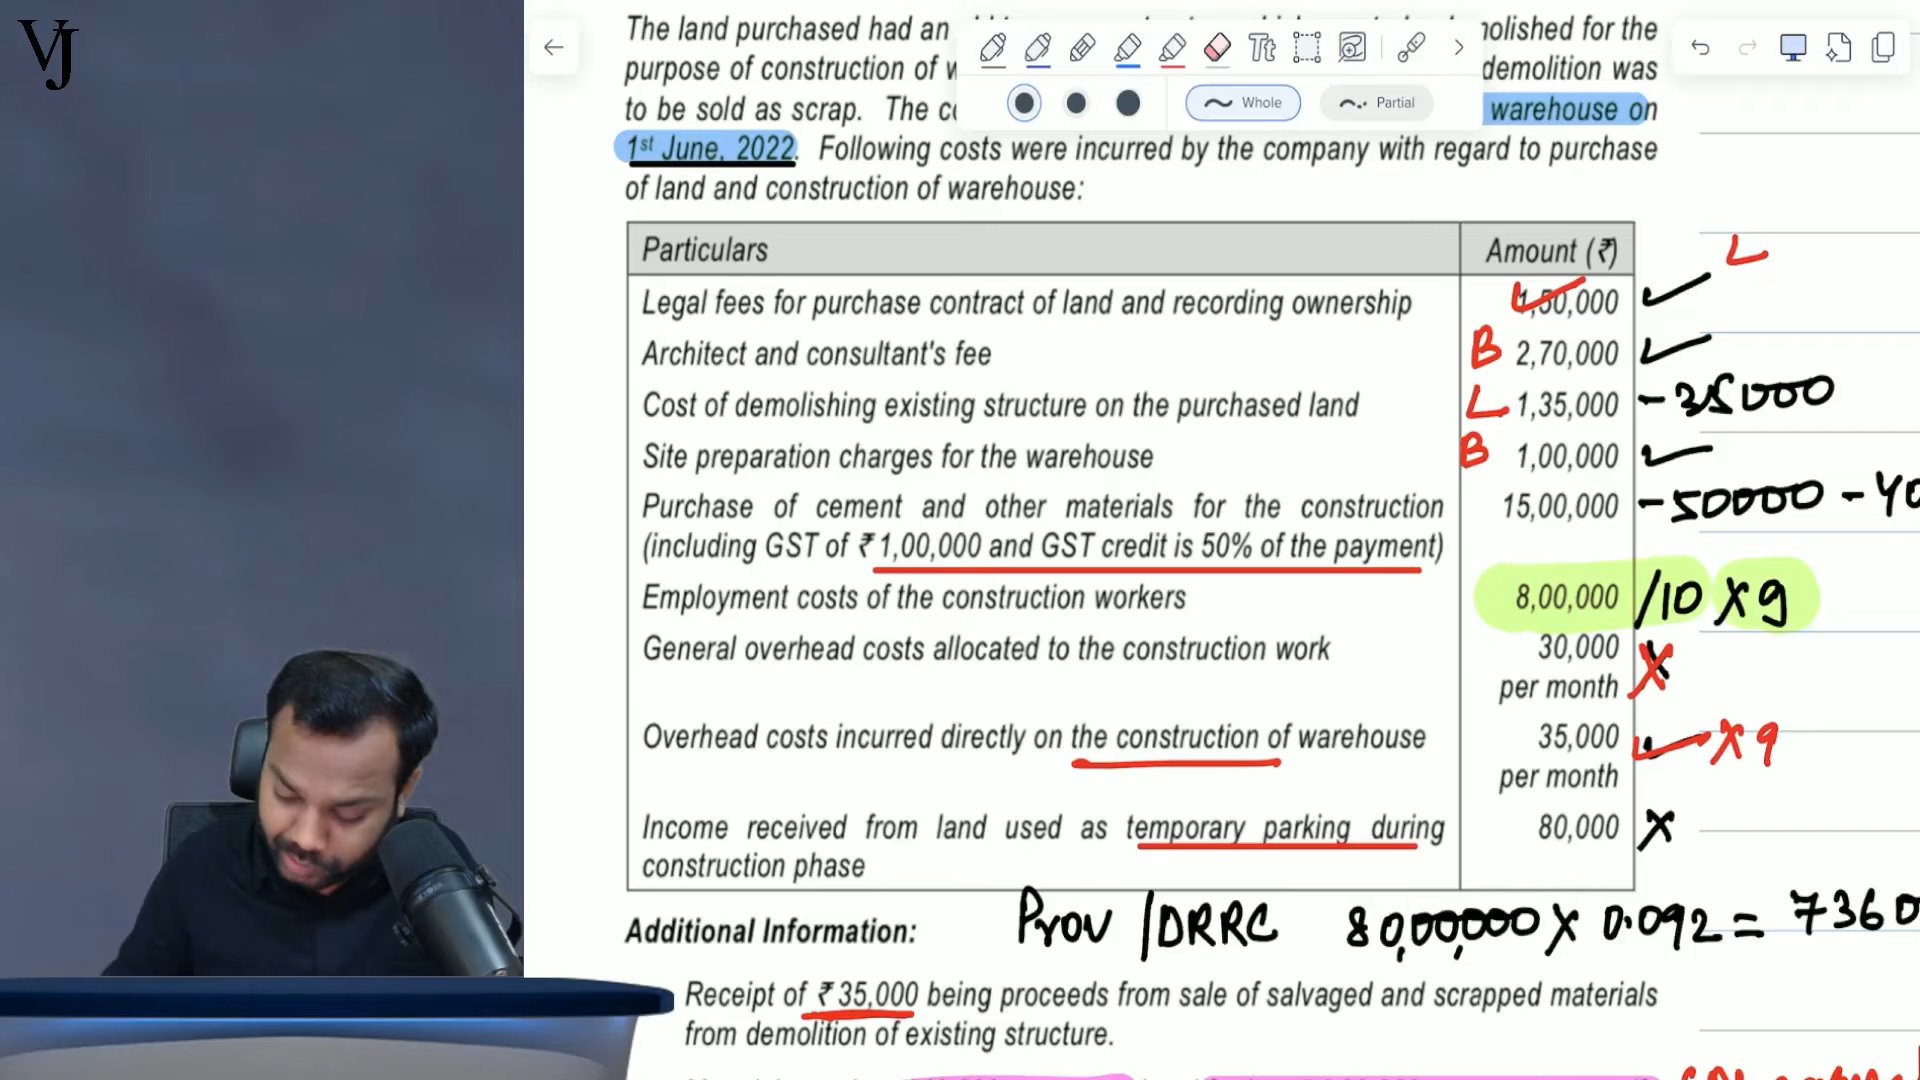 VJ
The land purchased had an
nolished for the
purpose of construction of w
demolition was
Tt
to be sold as scrap. The co
Whole
Partial
warehouse on
1st June, 2022. Following costs were incurred by the company with regard to purchase
of land and construction of warehouse:
Particulars Amount (₹)
L
Legal fees for purchase contract of land and recording ownership 1,50,000
Architect and consultant's fee B 2,70,000
Cost of demolishing existing structure on the purchased land L 1,35,000 - 35000
Site preparation charges for the warehouse B 1,00,000
Purchase of cement and other materials for the construction 15,00,000 - 50000 - 40
(including GST of ₹ 1,00,000 and GST credit is 50% of the payment)
Employment costs of the construction workers 8,00,000 /10 x 9
General overhead costs allocated to the construction work 30,000 X
per month
Overhead costs incurred directly on the construction of warehouse 35,000 x 9
per month
Income received from land used as temporary parking during 80,000 X
construction phase
Prov /DRRC 80,00,000 x 0.092 = 7360
Additional Information:
Receipt of ₹ 35,000 being proceeds from sale of salvaged and scrapped materials
from demolition of existing structure.